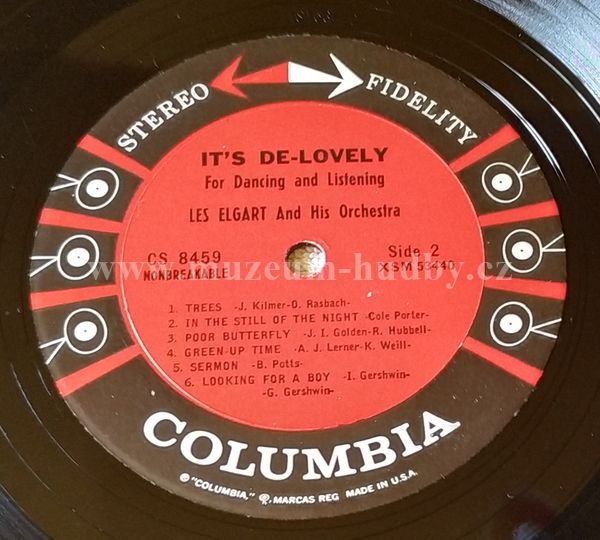 STEREO FIDELITY
IT'S DE-LOVELY
For Dancing and Listening
LES ELGART And His Orchestra
CS 8459
NONBREAKABLE
Side 2
XSM 53440
1. TREES -J. Kilmer-O. Rasbach-
2. IN THE STILL OF THE NIGHT -Cole Porter-
3. POOR BUTTERFLY -J. I. Golden-R. Hubbell-
4. GREEN-UP TIME -A. J. Lerner-K. Weill-
5. SERMON -B. Potts-
6. LOOKING FOR A BOY -I. Gershwin-
-G. Gershwin-
COLUMBIA
℗ "COLUMBIA," ®, MARCAS REG MADE IN U.S.A.
www.muzeum-hudby.cz